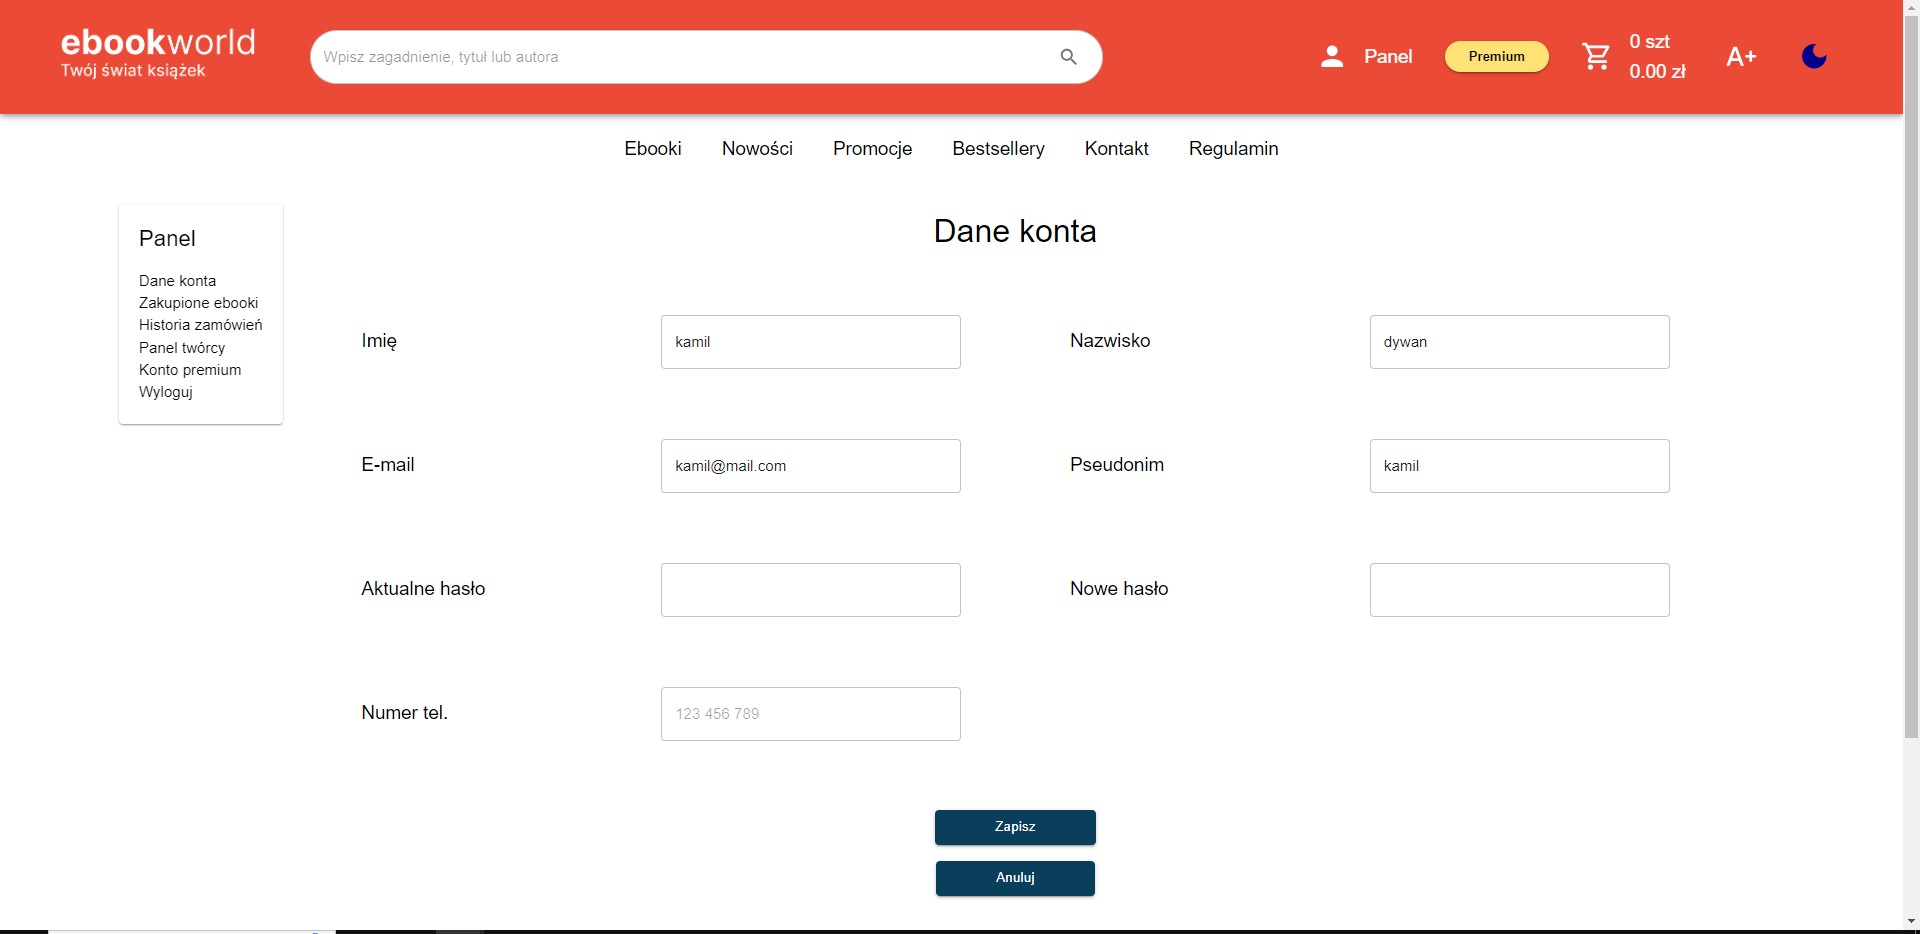 ebookworld
Twój świat książek
Wpisz zagadnienie, tytuł lub autora
Panel
Premium
0 szt
0.00 zł
A+
Ebooki Nowości Promocje Bestsellery Kontakt Regulamin
Panel
Dane konta
Zakupione ebooki
Historia zamówień
Panel twórcy
Konto premium
Wyloguj
Dane konta
Imię kamil Nazwisko dywan
E-mail kamil@mail.com Pseudonim kamil
Aktualne hasło Nowe hasło
Numer tel. 123 456 789
Zapisz
Anuluj